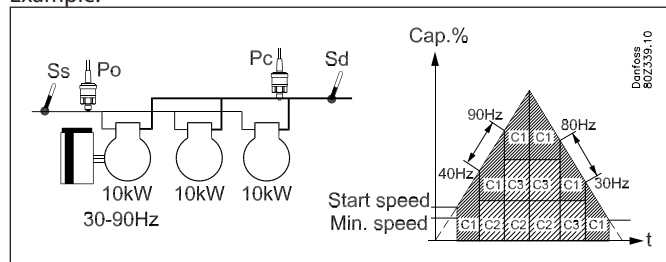 Example:
Ss
Po
Pc
Sd
10kW
10kW
10kW
30-90Hz
Cap.%
90Hz
80Hz
40Hz
30Hz
Start speed
Min. speed
C1
C1
C1
C3
C3
C1
C1
C2
C2
C2
C3
C1
t
Danfoss
80Z339.10